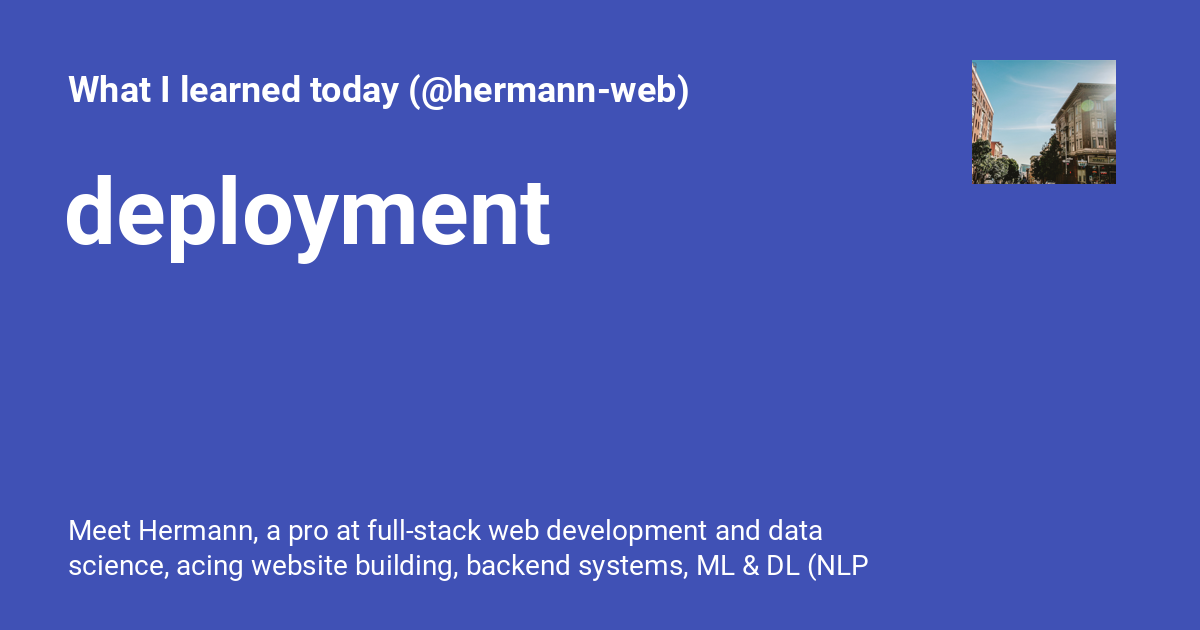 What I learned today (@hermann-web)
deployment
Meet Hermann, a pro at full-stack web development and data
science, acing website building, backend systems, ML & DL (NLP